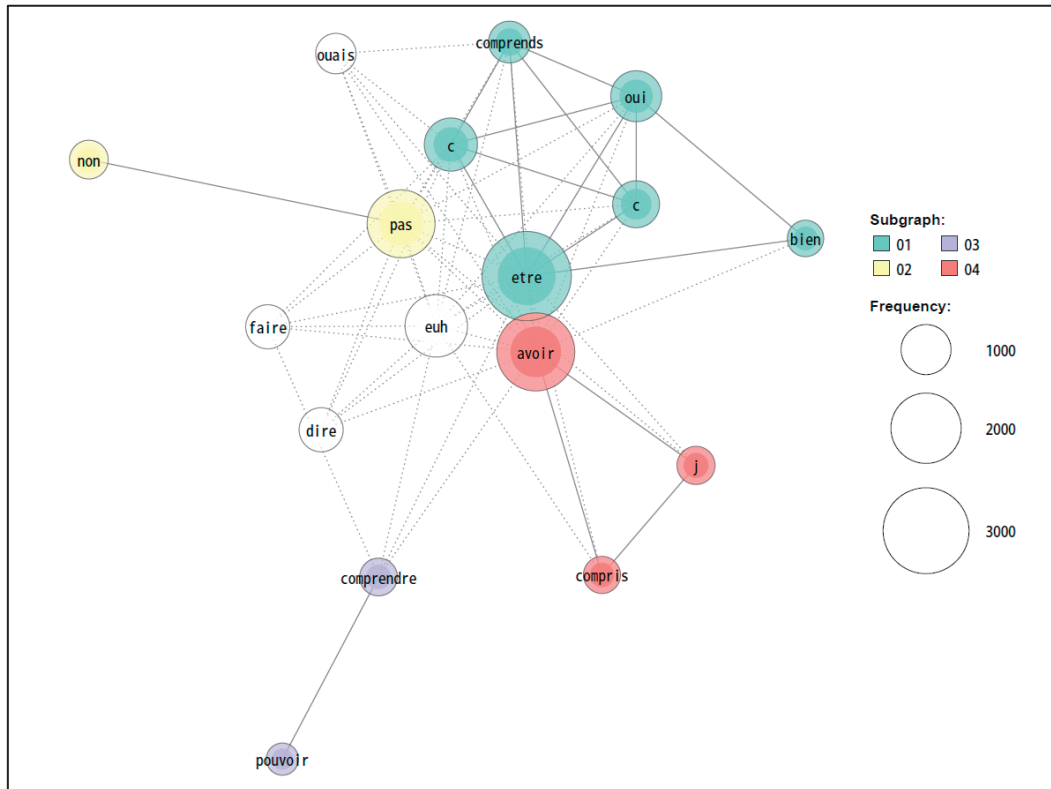 comprends
ouais
oui
c
non
c
pas
bien
etre
faire
euh
avoir
dire
j
comprendre
compris
pouvoir
Subgraph:
01 03
02 04
Frequency:
1000
2000
3000